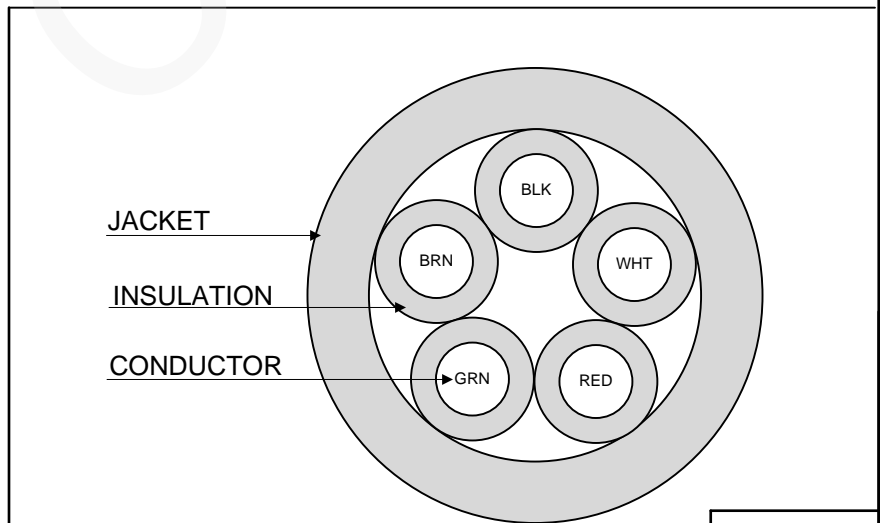 BLK
JACKET
BRN
WHT
INSULATION
CONDUCTOR
GRN
RED